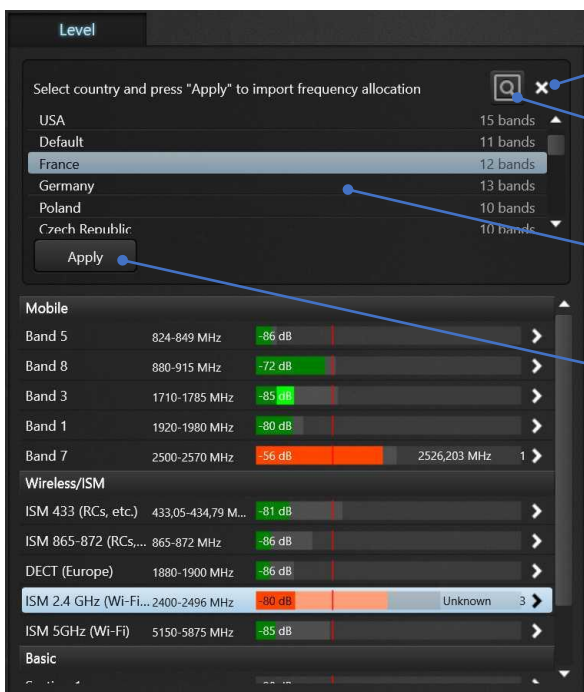 Level
Select country and press "Apply" to import frequency allocation
USA 15 bands
Default 11 bands
France 12 bands
Germany 13 bands
Poland 10 bands
Czech Republic 10 bands
Apply
Mobile
Band 5 824-849 MHz -86 dB
Band 8 880-915 MHz -72 dB
Band 3 1710-1785 MHz -85 dB
Band 1 1920-1980 MHz -80 dB
Band 7 2500-2570 MHz -56 dB 2526,203 MHz 1
Wireless/ISM
ISM 433 (RCs, etc.) 433,05-434,79 M... -81 dB
ISM 865-872 (RCs,... 865-872 MHz -86 dB
DECT (Europe) 1880-1900 MHz -86 dB
ISM 2.4 GHz (Wi-Fi... 2400-2496 MHz -80 dB Unknown 3
ISM 5GHz (Wi-Fi) 5150-5875 MHz -85 dB
Basic